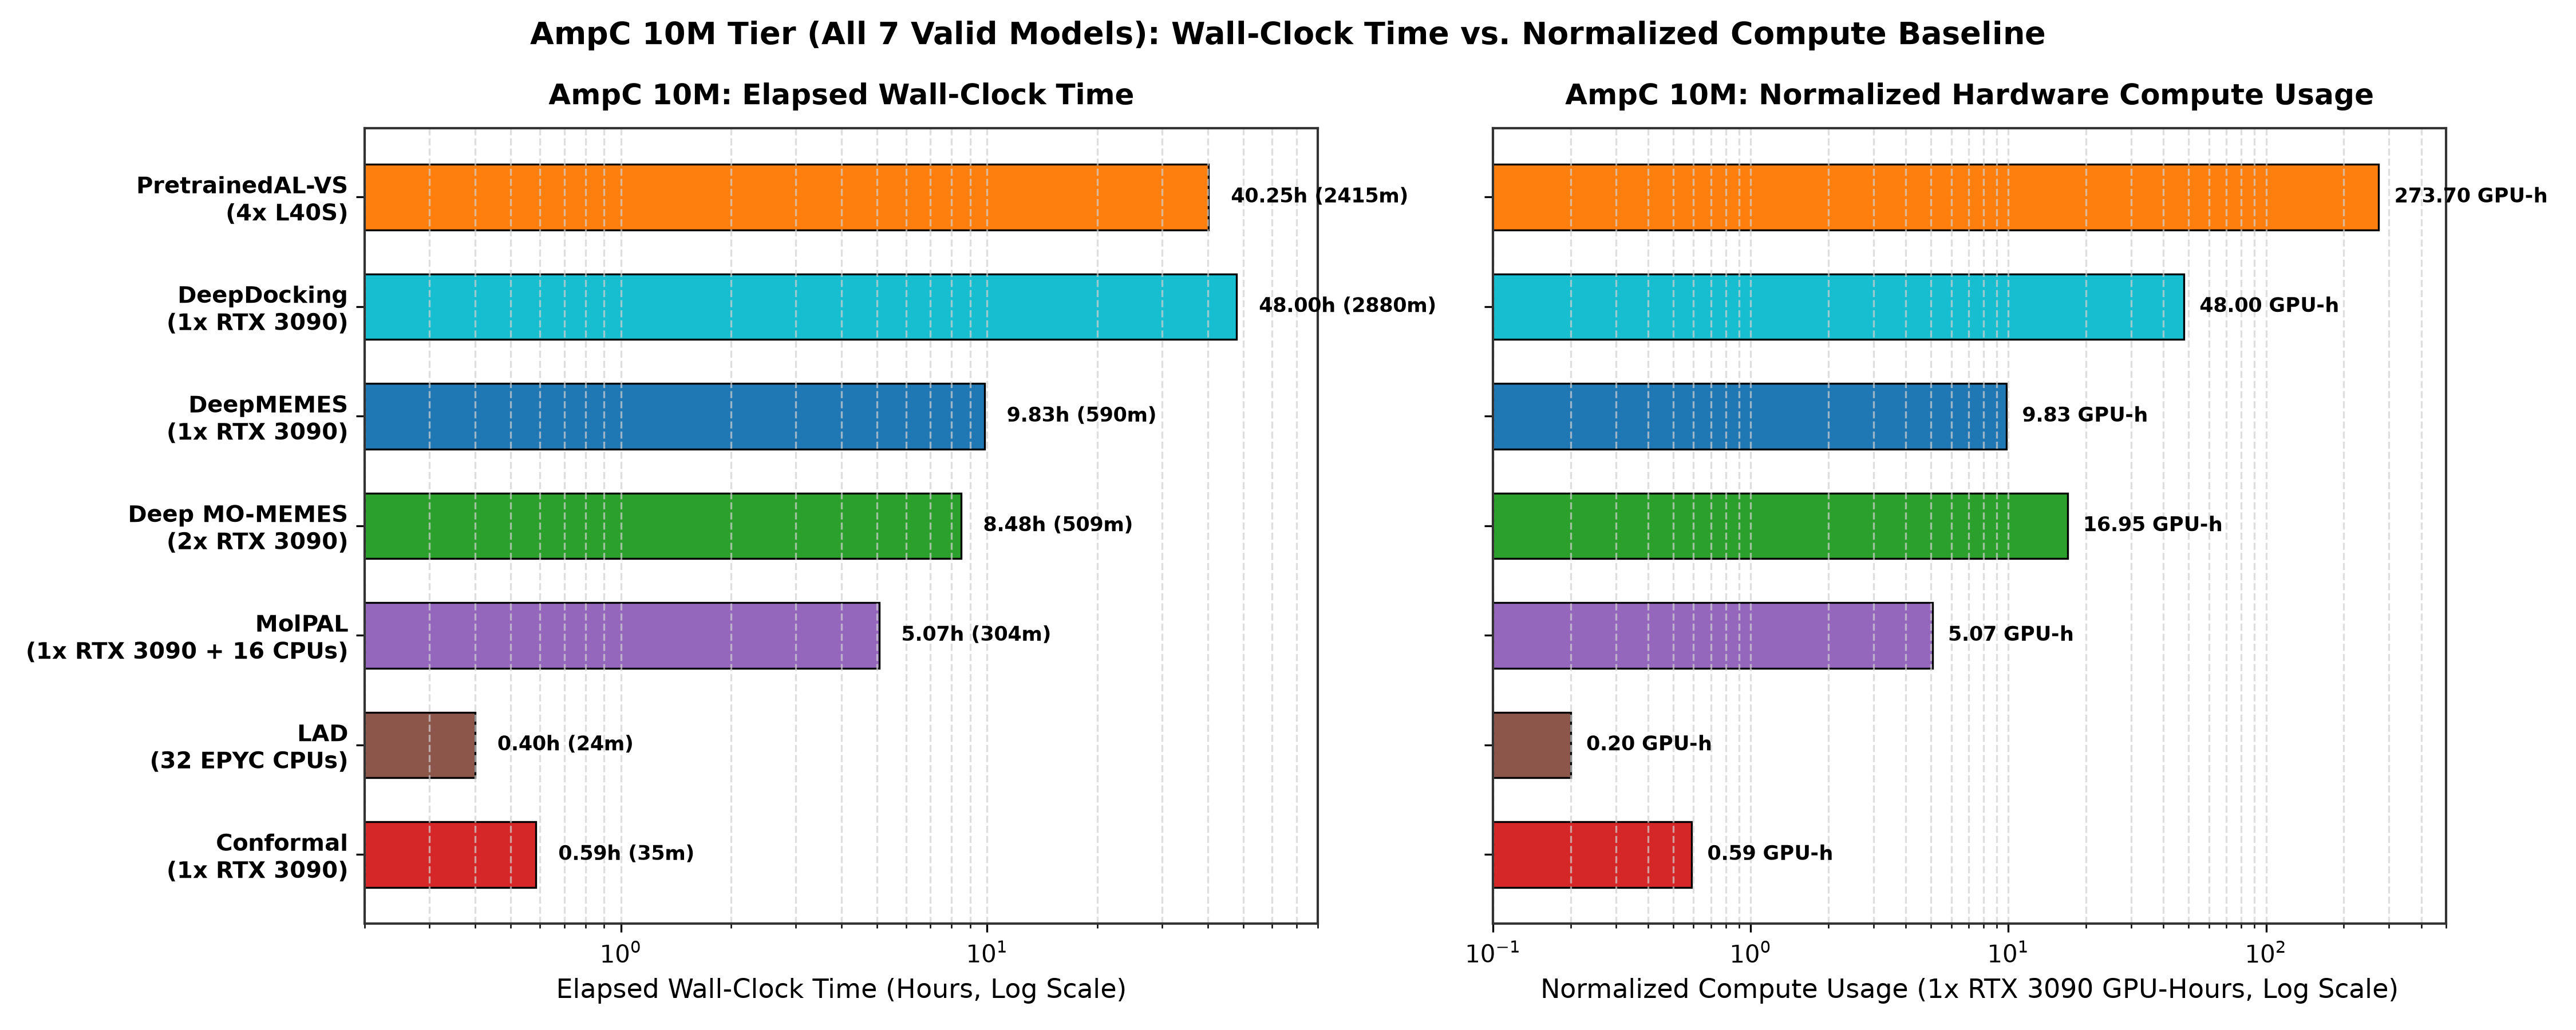 AmpC 10M Tier (All 7 Valid Models): Wall-Clock Time vs. Normalized Compute Baseline
AmpC 10M: Elapsed Wall-Clock Time
PretrainedAL-VS
(4x L40S)
40.25h (2415m)
DeepDocking
(1x RTX 3090)
48.00h (2880m)
DeepMEMES
(1x RTX 3090)
9.83h (590m)
Deep MO-MEMES
(2x RTX 3090)
8.48h (509m)
MolPAL
(1x RTX 3090 + 16 CPUs)
5.07h (304m)
LAD
(32 EPYC CPUs)
0.40h (24m)
Conformal
(1x RTX 3090)
0.59h (35m)
10⁰ 10¹
Elapsed Wall-Clock Time (Hours, Log Scale)
AmpC 10M: Normalized Hardware Compute Usage
273.70 GPU-h
48.00 GPU-h
9.83 GPU-h
16.95 GPU-h
5.07 GPU-h
0.20 GPU-h
0.59 GPU-h
10⁻¹ 10⁰ 10¹ 10²
Normalized Compute Usage (1x RTX 3090 GPU-Hours, Log Scale)